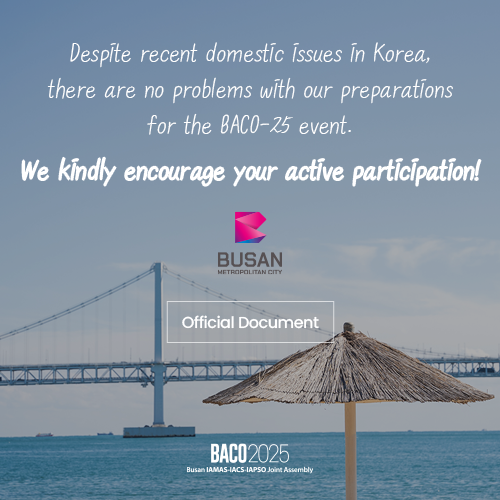 Despite recent domestic issues in Korea,
there are no problems with our preparations
for the BACO-25 event.
We kindly encourage your active participation!
BUSAN
METROPOLITAN CITY
Official Document
BACO2025
Busan IAMAS-IACS-IAPSO Joint Assembly